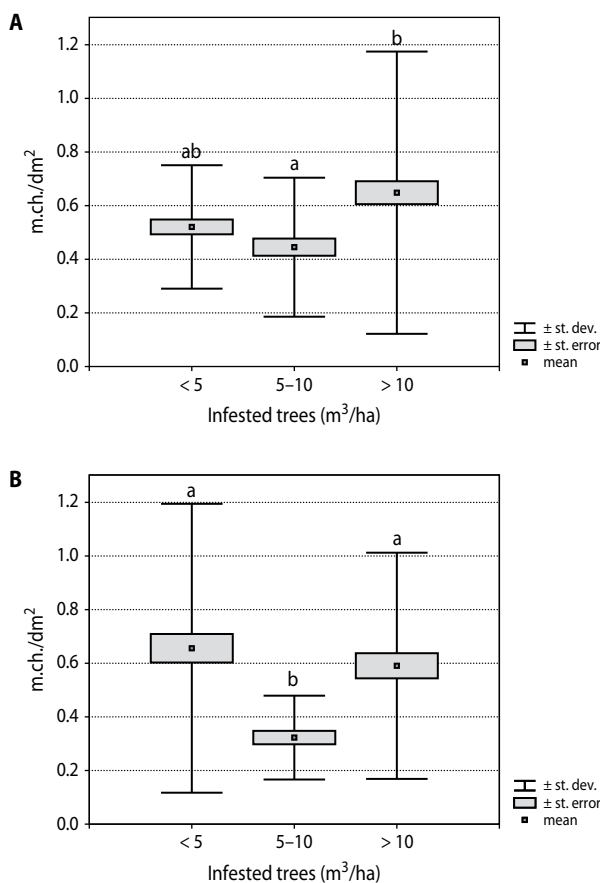 A
1.2
1.0
0.8
0.6
0.4
0.2
0.0
m.ch./dm²
ab
a
b
< 5
5–10
> 10
Infested trees (m³/ha)
± st. dev.
± st. error
mean
B
1.2
1.0
0.8
0.6
0.4
0.2
0.0
m.ch./dm²
a
b
a
< 5
5–10
> 10
Infested trees (m³/ha)
± st. dev.
± st. error
mean